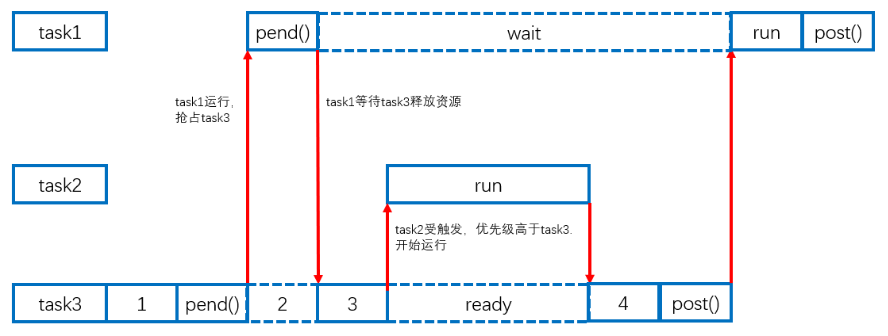 task1
pend()
wait
run
post()
task1运行，
抢占task3
task1等待task3释放资源
task2
run
task2受触发，优先级高于task3.
开始运行
task3
1
pend()
2
3
ready
4
post()